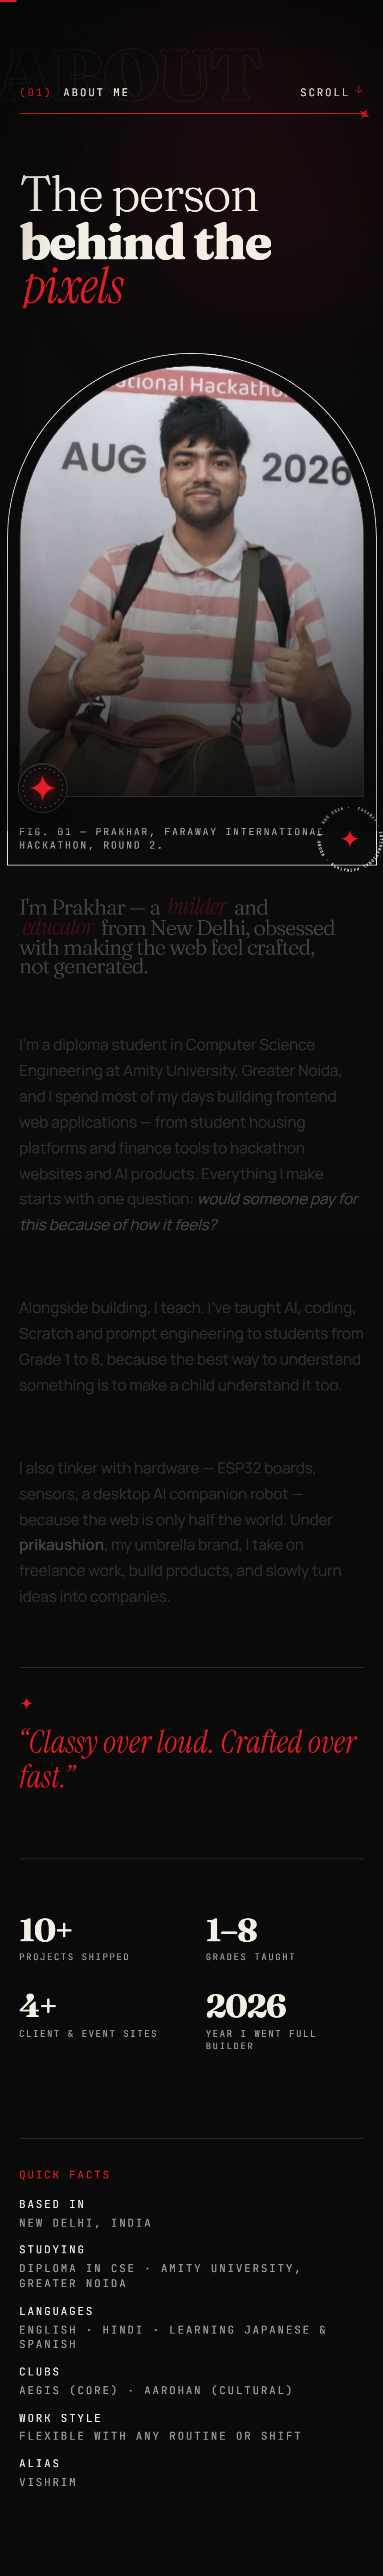 ABOUT
(01) ABOUT ME
SCROLL ↓
The person
behind the
pixels
ational Hackatho
AUG 2026
FIG. 01 — PRAKHAR, FARAWAY INTERNATIONAL
HACKATHON, ROUND 2.
I'm Prakhar — a builder and
educator from New Delhi, obsessed
with making the web feel crafted,
not generated.
I'm a diploma student in Computer Science
Engineering at Amity University, Greater Noida,
and I spend most of my days building frontend
web applications — from student housing
platforms and finance tools to hackathon
websites and AI products. Everything I make
starts with one question: would someone pay for
this because of how it feels?
Alongside building, I teach. I've taught AI, coding,
Scratch and prompt engineering to students from
Grade 1 to 8, because the best way to understand
something is to make a child understand it too.
I also tinker with hardware — ESP32 boards,
sensors, a desktop AI companion robot —
because the web is only half the world. Under
prikaushion, my umbrella brand, I take on
freelance work, build products, and slowly turn
ideas into companies.
“Classy over loud. Crafted over
fast.”
10+
PROJECTS SHIPPED
1–8
GRADES TAUGHT
4+
CLIENT & EVENT SITES
2026
YEAR I WENT FULL
BUILDER
QUICK FACTS
BASED IN
NEW DELHI, INDIA
STUDYING
DIPLOMA IN CSE · AMITY UNIVERSITY,
GREATER NOIDA
LANGUAGES
ENGLISH · HINDI · LEARNING JAPANESE &
SPANISH
CLUBS
AEGIS (CORE) · AAROHAN (CULTURAL)
WORK STYLE
FLEXIBLE WITH ANY ROUTINE OR SHIFT
ALIAS
VISHRIM